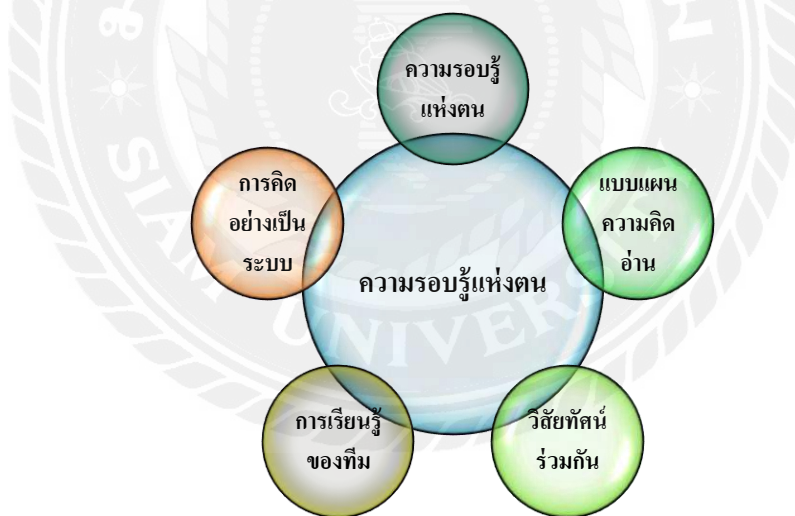 ความรอบรู้
แห่งตน
การคิด
อย่างเป็น
ระบบ
แบบแผน
ความคิด
อ่าน
ความรอบรู้แห่งตน
การเรียนรู้
ของทีม
วิสัยทัศน์
ร่วมกัน
SIAM UNIVERSITY